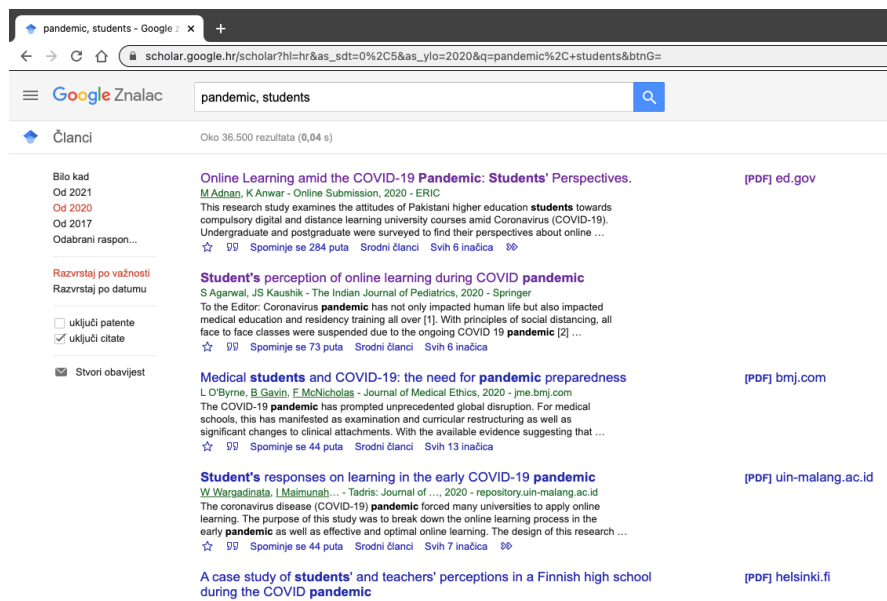 pandemic, students - Google z
scholar.google.hr/scholar?hl=hr&as_sdt=0%2C5&as_ylo=2020&q=pandemic%2C+students&btnG=
Google Znalac
pandemic, students
Članci
Oko 36.500 rezultata (0,04 s)
Bilo kad
Od 2021
Od 2020
Od 2017
Odabrani raspon...
Razvrstaj po važnosti
Razvrstaj po datumu
uključi patente
uključi citate
Stvori obavijest
Online Learning amid the COVID-19 Pandemic: Students' Perspectives.
[PDF] ed.gov
M Adnan, K Anwar - Online Submission, 2020 - ERIC
This research study examines the attitudes of Pakistani higher education students towards
compulsory digital and distance learning university courses amid Coronavirus (COVID-19).
Undergraduate and postgraduate were surveyed to find their perspectives about online …
Spominje se 284 puta Srodni članci Svih 6 inačica
Student's perception of online learning during COVID pandemic
S Agarwal, JS Kaushik - The Indian Journal of Pediatrics, 2020 - Springer
To the Editor: Coronavirus pandemic has not only impacted human life but also impacted
medical education and residency training all over [1]. With principles of social distancing, all
face to face classes were suspended due to the ongoing COVID 19 pandemic [2] …
Spominje se 73 puta Srodni članci Svih 6 inačica
Medical students and COVID-19: the need for pandemic preparedness
[PDF] bmj.com
L O'Byrne, B Gavin, F McNicholas - Journal of Medical Ethics, 2020 - jme.bmj.com
The COVID-19 pandemic has prompted unprecedented global disruption. For medical
schools, this has manifested as examination and curricular restructuring as well as
significant changes to clinical attachments. With the available evidence suggesting that …
Spominje se 44 puta Srodni članci Svih 13 inačica
Student's responses on learning in the early COVID-19 pandemic
[PDF] uin-malang.ac.id
W Wargadinata, I Maimunah… - Tadris: Journal of …, 2020 - repository.uin-malang.ac.id
The coronavirus disease (COVID-19) pandemic forced many universities to apply online
learning. The purpose of this study was to break down the online learning process in the
early pandemic as well as effective and optimal online learning. The design of this research …
Spominje se 44 puta Srodni članci Svih 7 inačica
A case study of students' and teachers' perceptions in a Finnish high school
during the COVID pandemic
[PDF] helsinki.fi